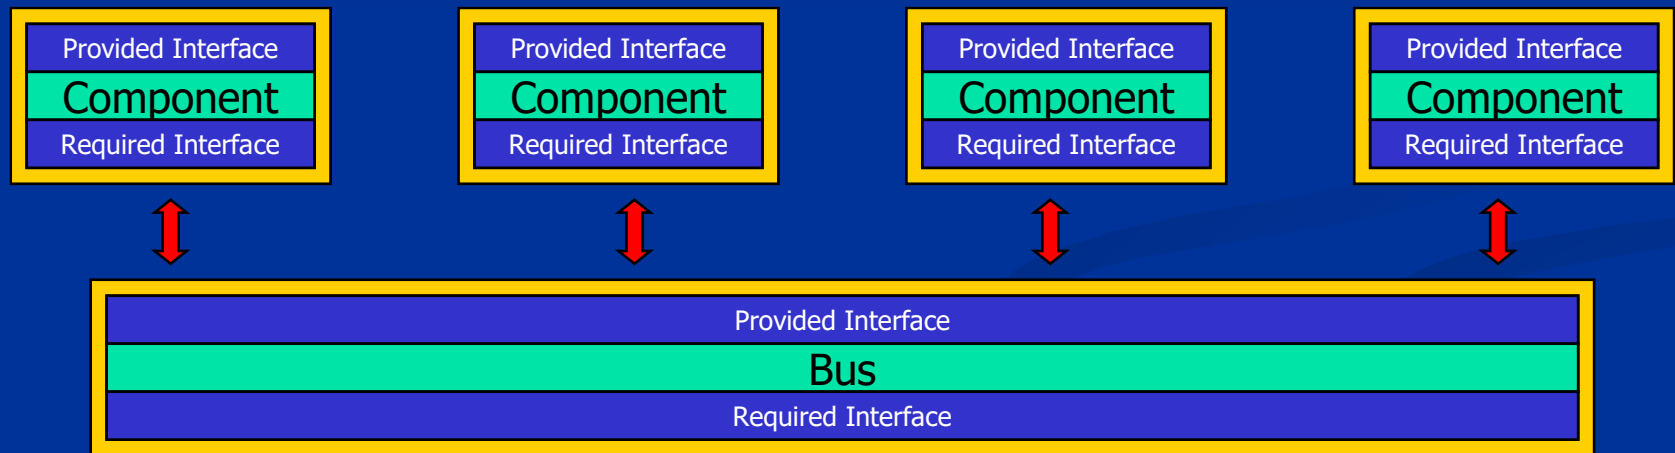 Provided Interface
Component
Required Interface
Provided Interface
Component
Required Interface
Provided Interface
Component
Required Interface
Provided Interface
Component
Required Interface
Provided Interface
Bus
Required Interface